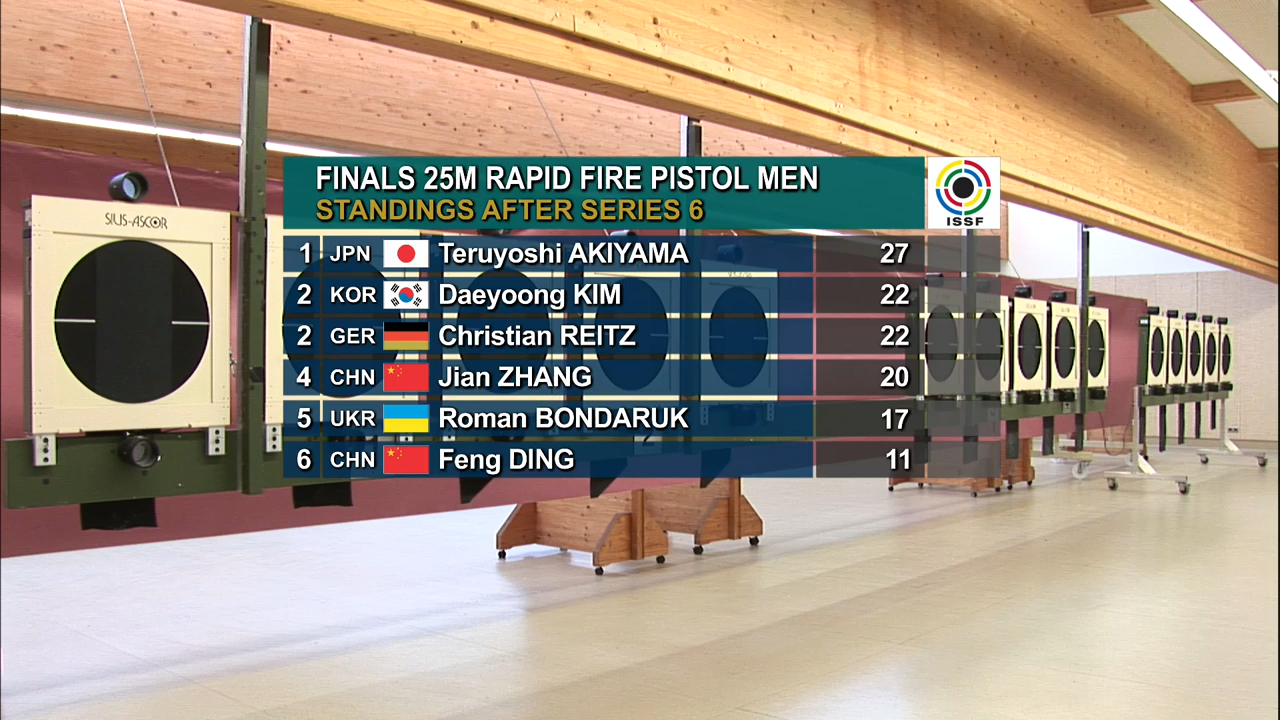 FINALS 25M RAPID FIRE PISTOL MEN
STANDINGS AFTER SERIES 6
ISSF
1 JPN Teruyoshi AKIYAMA 27
2 KOR Daeyoong KIM 22
2 GER Christian REITZ 22
4 CHN Jian ZHANG 20
5 UKR Roman BONDARUK 17
6 CHN Feng DING 11
SIUS-ASCOR